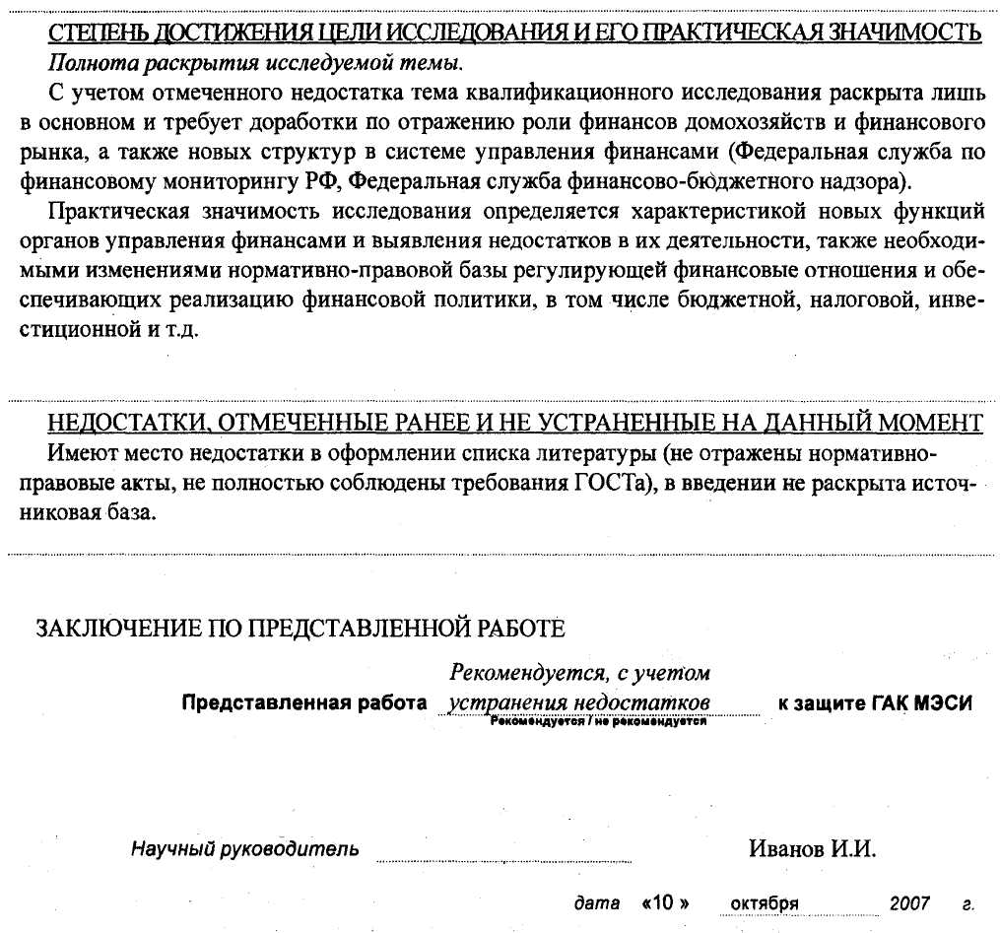 СТЕПЕНЬ ДОСТИЖЕНИЯ ЦЕЛИ ИССЛЕДОВАНИЯ И ЕГО ПРАКТИЧЕСКАЯ ЗНАЧИМОСТЬ
Полнота раскрытия исследуемой темы.
С учетом отмеченного недостатка тема квалификационного исследования раскрыта лишь
в основном и требует доработки по отражению роли финансов домохозяйств и финансового
рынка, а также новых структур в системе управления финансами (Федеральная служба по
финансовому мониторингу РФ, Федеральная служба финансово-бюджетного надзора).
Практическая значимость исследования определяется характеристикой новых функций
органов управления финансами и выявления недостатков в их деятельности, также необходи-
мыми изменениями нормативно-правовой базы регулирующей финансовые отношения и обе-
спечивающих реализацию финансовой политики, в том числе бюджетной, налоговой, инве-
стиционной и т.д.
НЕДОСТАТКИ, ОТМЕЧЕННЫЕ РАНЕЕ И НЕ УСТРАНЕННЫЕ НА ДАННЫЙ МОМЕНТ
Имеют место недостатки в оформлении списка литературы (не отражены нормативно-
правовые акты, не полностью соблюдены требования ГОСТа), в введении не раскрыта источ-
никовая база.
ЗАКЛЮЧЕНИЕ ПО ПРЕДСТАВЛЕННОЙ РАБОТЕ
Рекомендуется, с учетом
Представленная работа устранения недостатков к защите ГАК МЭСИ
Рекомендуется / не рекомендуется
Научный руководитель Иванов И.И.
дата «10 » октября 2007 г.